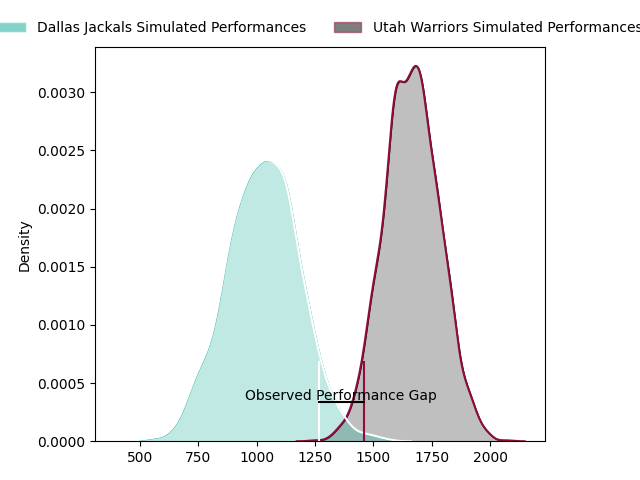 Dallas Jackals Simulated Performances
Utah Warriors Simulated Performances
0.0030
0.0025
0.0020
0.0015
0.0010
0.0005
0.0000
Density
Observed Performance Gap
500 750 1000 1250 1500 1750 2000